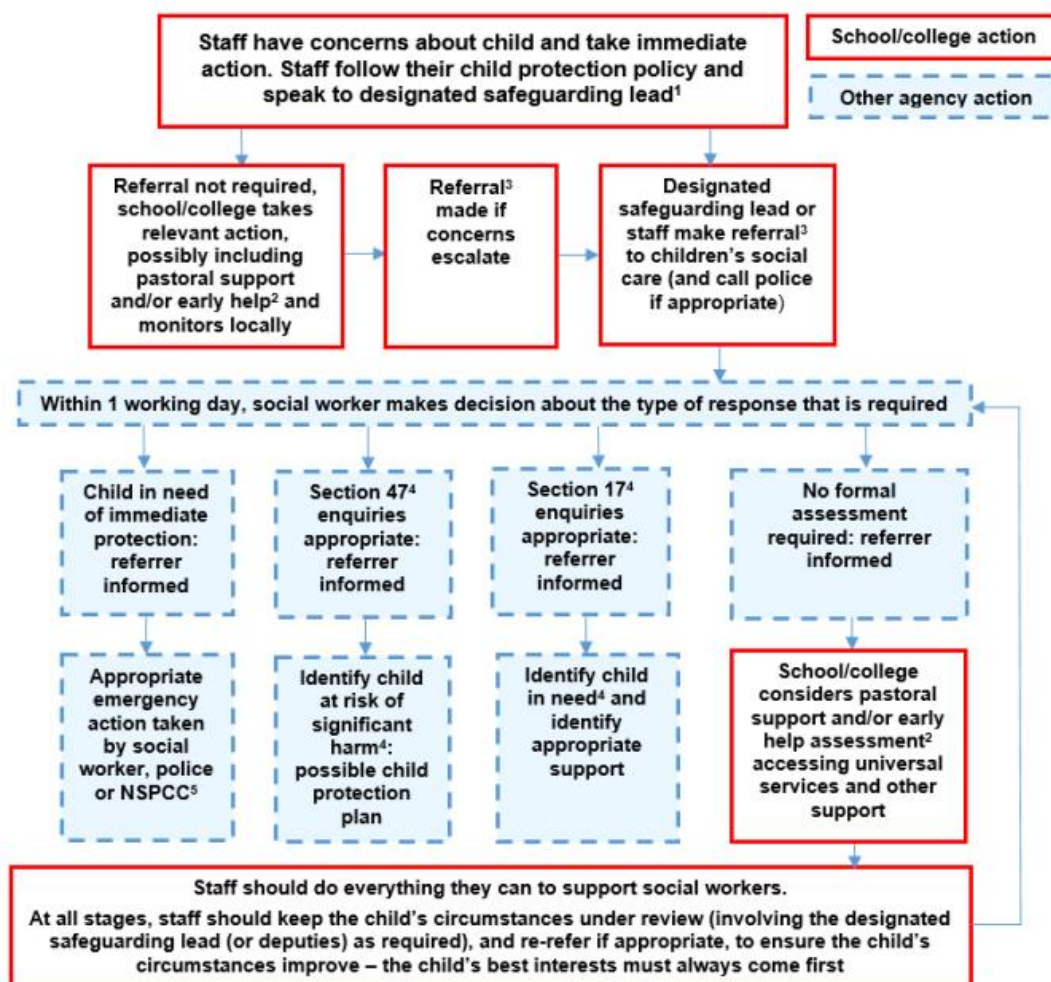 Staff have concerns about child and take immediate
action. Staff follow their child protection policy and
speak to designated safeguarding lead¹
School/college action
Other agency action
Referral not required,
school/college takes
relevant action,
possibly including
pastoral support
and/or early help² and
monitors locally
Referral³
made if
concerns
escalate
Designated
safeguarding lead or
staff make referral³
to children’s social
care (and call police
if appropriate)
Within 1 working day, social worker makes decision about the type of response that is required
Child in need
of immediate
protection:
referrer
informed
Section 47⁴
enquiries
appropriate:
referrer
informed
Section 17⁴
enquiries
appropriate:
referrer
informed
No formal
assessment
required: referrer
informed
Appropriate
emergency
action taken
by social
worker, police
or NSPCC⁵
Identify child
at risk of
significant
harm⁴:
possible child
protection
plan
Identify child
in need⁴ and
identify
appropriate
support
School/college
considers pastoral
support and/or early
help assessment²
accessing universal
services and other
support
Staff should do everything they can to support social workers.
At all stages, staff should keep the child’s circumstances under review (involving the designated
safeguarding lead (or deputies) as required), and re-refer if appropriate, to ensure the child’s
circumstances improve – the child’s best interests must always come first